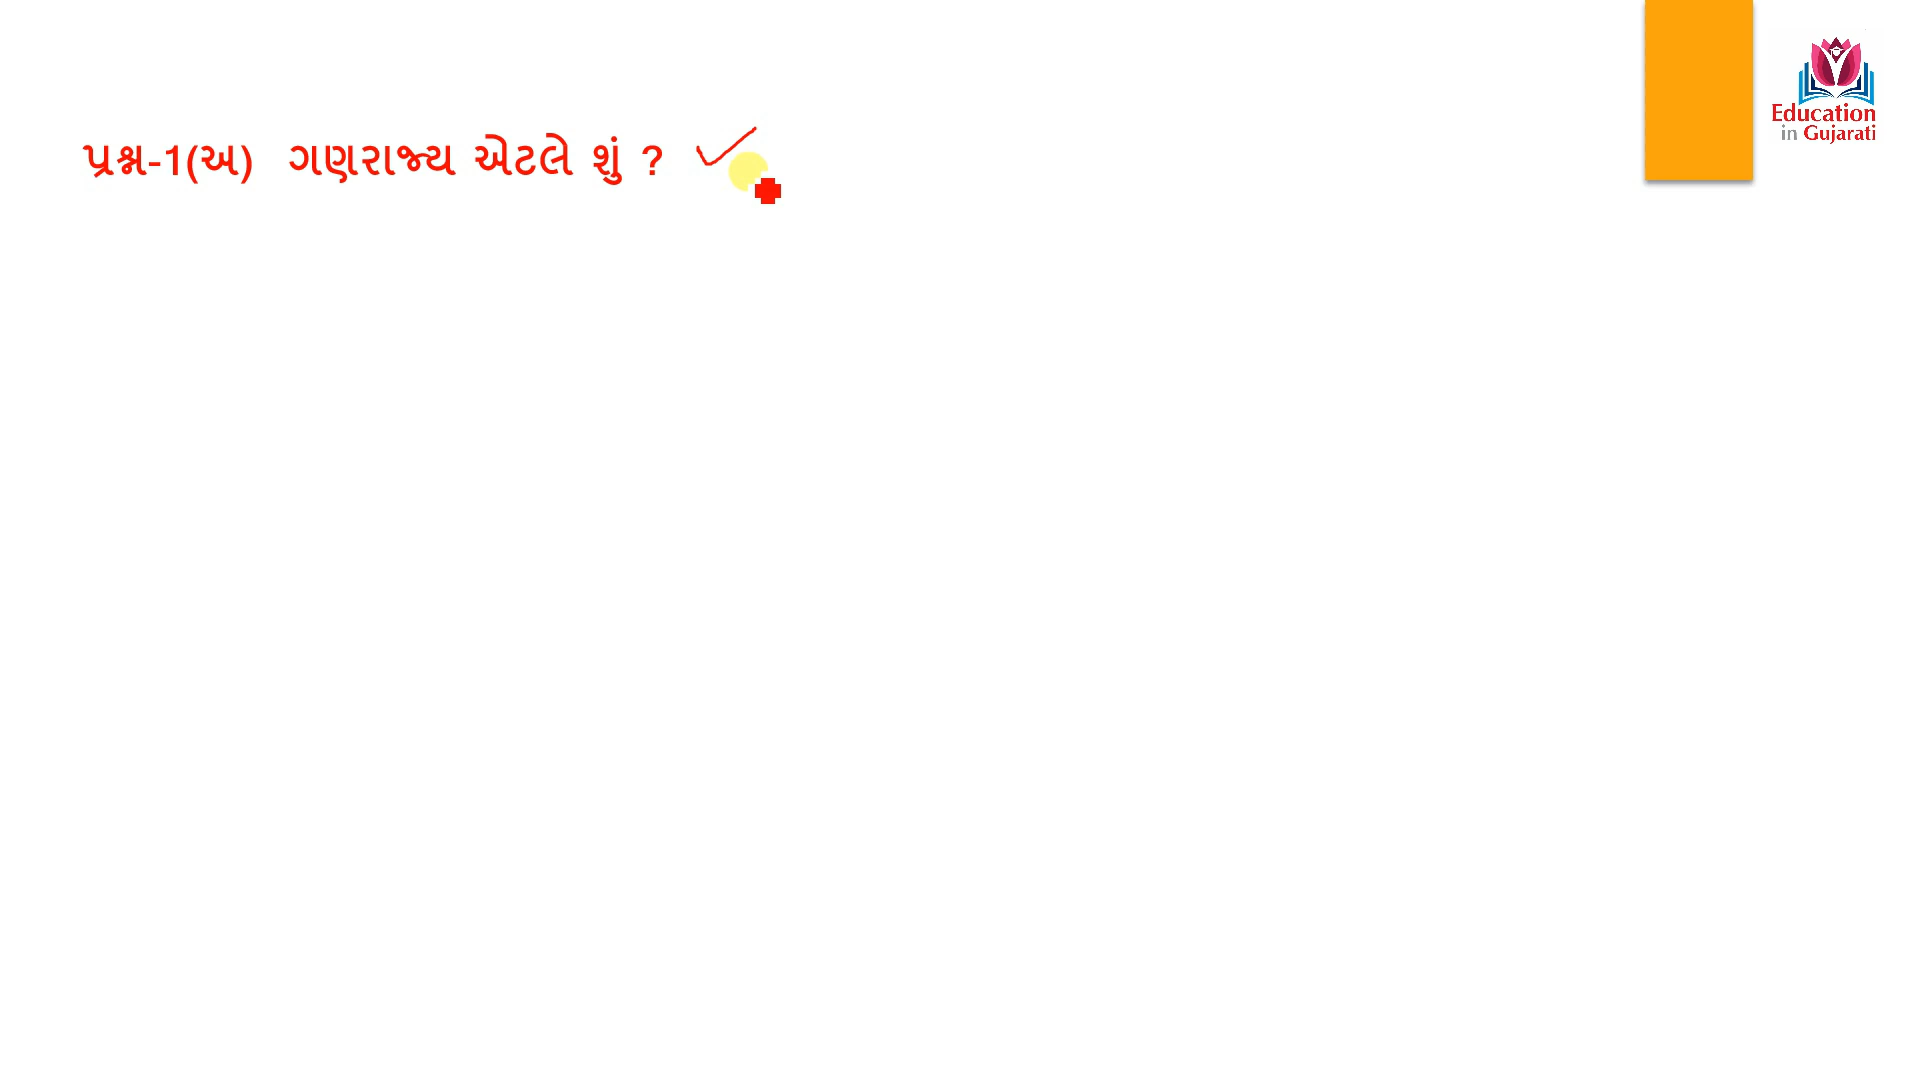 પ્રશ્ન-1(અ) ગણરાજ્ય એટલે શું ?
Education
in Gujarati